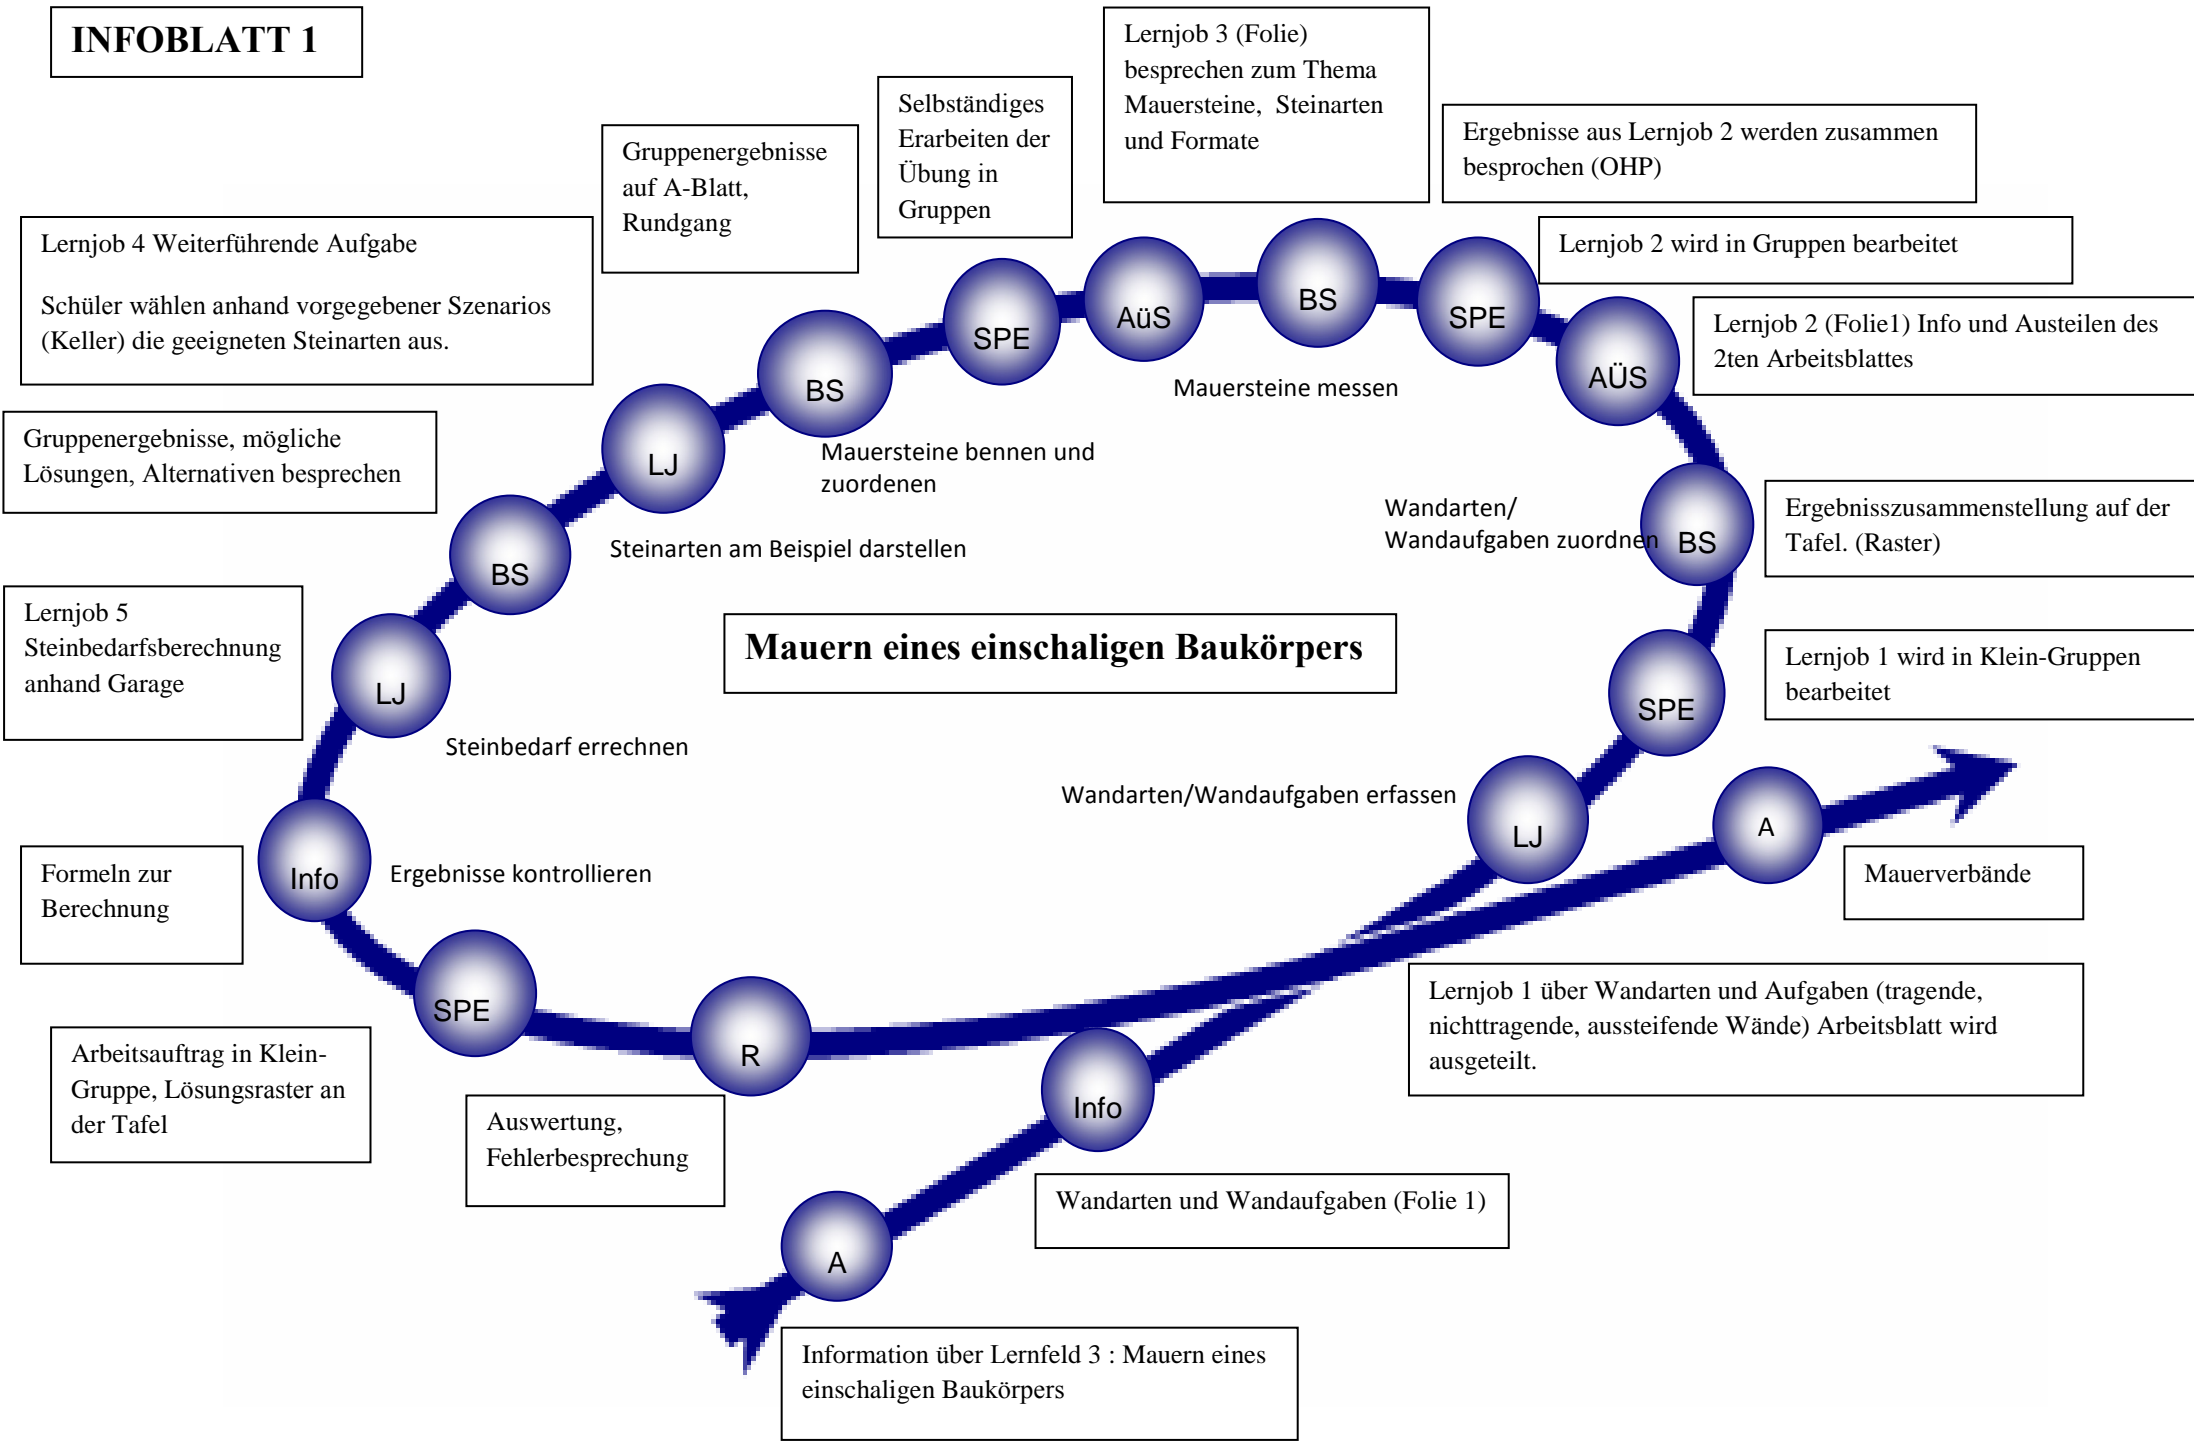 INFOBLATT 1
Lernjob 3 (Folie)
besprechen zum Thema
Mauersteine, Steinarten
und Formate
Selbständiges
Erarbeiten der
Übung in
Gruppen
Ergebnisse aus Lernjob 2 werden zusammen
besprochen (OHP)
Gruppenergebnisse
auf A-Blatt,
Rundgang
Lernjob 4 Weiterführende Aufgabe
Schüler wählen anhand vorgegebener Szenarios
(Keller) die geeigneten Steinarten aus.
Lernjob 2 wird in Gruppen bearbeitet
Lernjob 2 (Folie1) Info und Austeilen des
2ten Arbeitsblattes
SPE
AüS
BS
SPE
AÜS
BS
Mauersteine messen
Gruppenergebnisse, mögliche
Lösungen, Alternativen besprechen
LJ
Mauersteine bennen und
zuordenen
Wandarten/
Wandaufgaben zuordnen
BS
Ergebnisszusammenstellung auf der
Tafel. (Raster)
BS
Steinarten am Beispiel darstellen
Lernjob 5
Steinbedarfsberechnung
anhand Garage
Mauern eines einschaligen Baukörpers
Lernjob 1 wird in Klein-Gruppen
bearbeitet
LJ
SPE
Steinbedarf errechnen
Wandarten/Wandaufgaben erfassen
LJ
A
Formeln zur
Berechnung
Info
Ergebnisse kontrollieren
Mauerverbände
SPE
R
Lernjob 1 über Wandarten und Aufgaben (tragende,
nichttragende, aussteifende Wände) Arbeitsblatt wird
ausgeteilt.
Arbeitsauftrag in Klein-
Gruppe, Lösungsraster an
der Tafel
Info
Auswertung,
Fehlerbesprechung
Wandarten und Wandaufgaben (Folie 1)
A
Information über Lernfeld 3 : Mauern eines
einschaligen Baukörpers